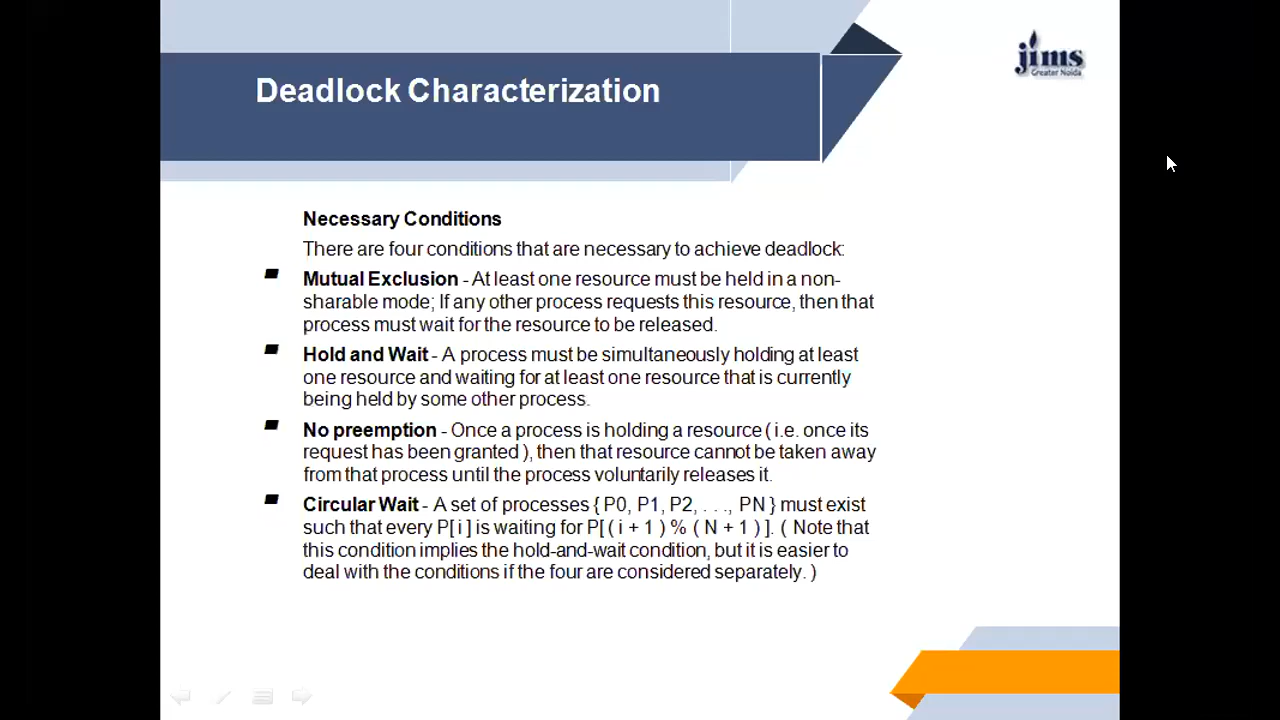 Deadlock Characterization
jims
Greater Noida
Necessary Conditions
There are four conditions that are necessary to achieve deadlock:
Mutual Exclusion - At least one resource must be held in a non-
sharable mode; If any other process requests this resource, then that
process must wait for the resource to be released.
Hold and Wait - A process must be simultaneously holding at least
one resource and waiting for at least one resource that is currently
being held by some other process.
No preemption - Once a process is holding a resource ( i.e. once its
request has been granted ), then that resource cannot be taken away
from that process until the process voluntarily releases it.
Circular Wait - A set of processes { P0, P1, P2, . . ., PN } must exist
such that every P[ i ] is waiting for P[ ( i + 1 ) % ( N + 1 ) ]. ( Note that
this condition implies the hold-and-wait condition, but it is easier to
deal with the conditions if the four are considered separately. )